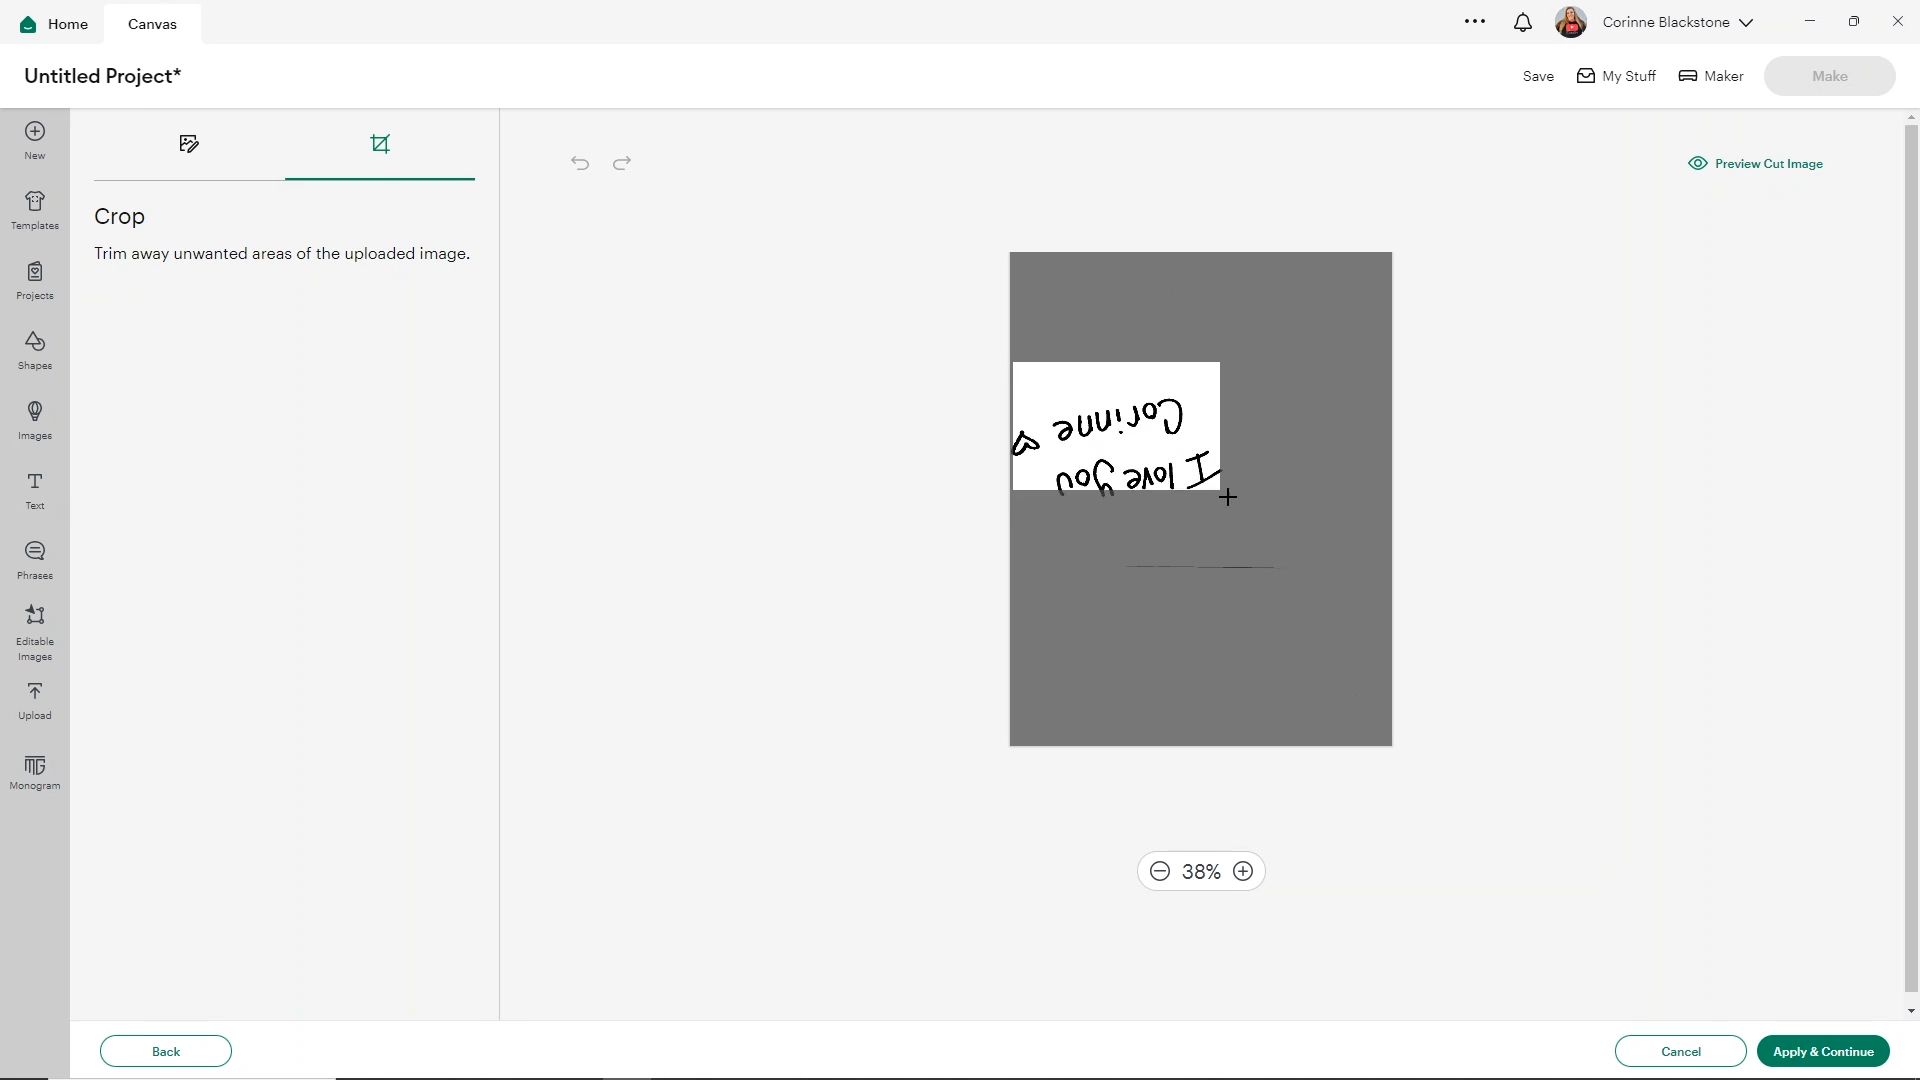 Home
Canvas
Corinne Blackstone
Untitled Project*
Save
My Stuff
Maker
Make
New
Templates
Projects
Shapes
Images
Text
Phrases
Editable
Images
Upload
Monogram
Crop
Trim away unwanted areas of the uploaded image.
Preview Cut Image
I love you
Corinne
38%
Back
Cancel
Apply & Continue